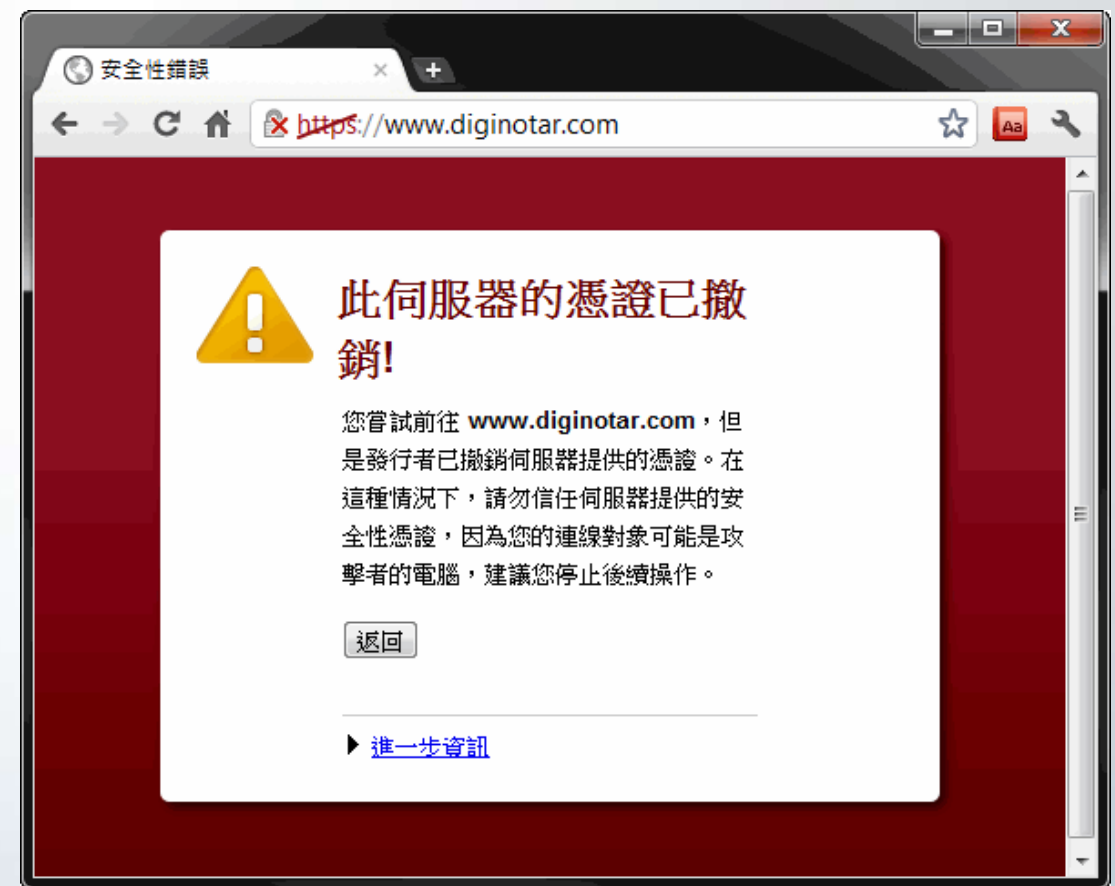 安全性錯誤
https://www.diginotar.com
Aa
此伺服器的憑證已撤
銷!
您嘗試前往 www.diginotar.com，但
是發行者已撤銷伺服器提供的憑證。在
這種情況下，請勿信任伺服器提供的安
全性憑證，因為您的連線對象可能是攻
擊者的電腦，建議您停止後續操作。
返回
進一步資訊